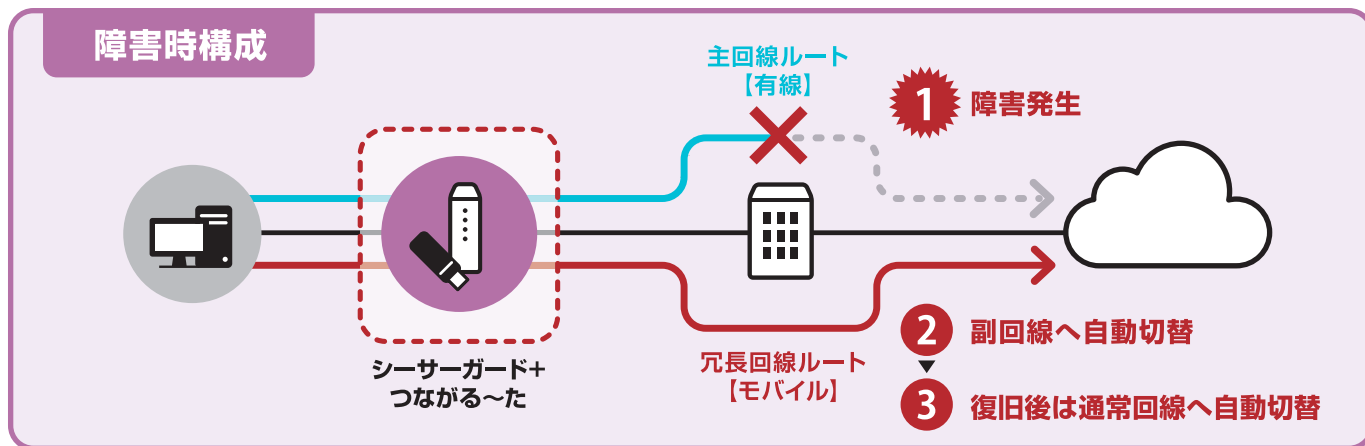 障害時構成
主回線ルート
【有線】
1 障害発生
シーサーガード+
つながる〜た
冗長回線ルート
【モバイル】
2 副回線へ自動切替
3 復旧後は通常回線へ自動切替